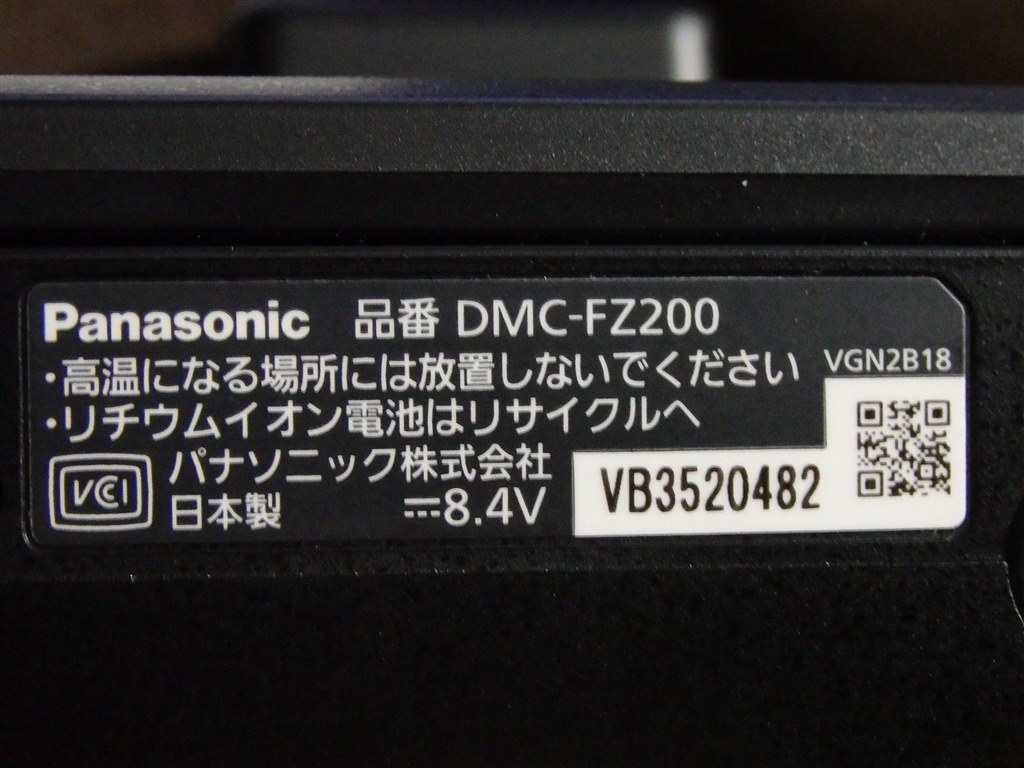 Panasonic 品番 DMC-FZ200
・高温になる場所には放置しないでください VGN2B18
・リチウムイオン電池はリサイクルへ
VCCI パナソニック株式会社
日本製 ⎓8.4V VB3520482